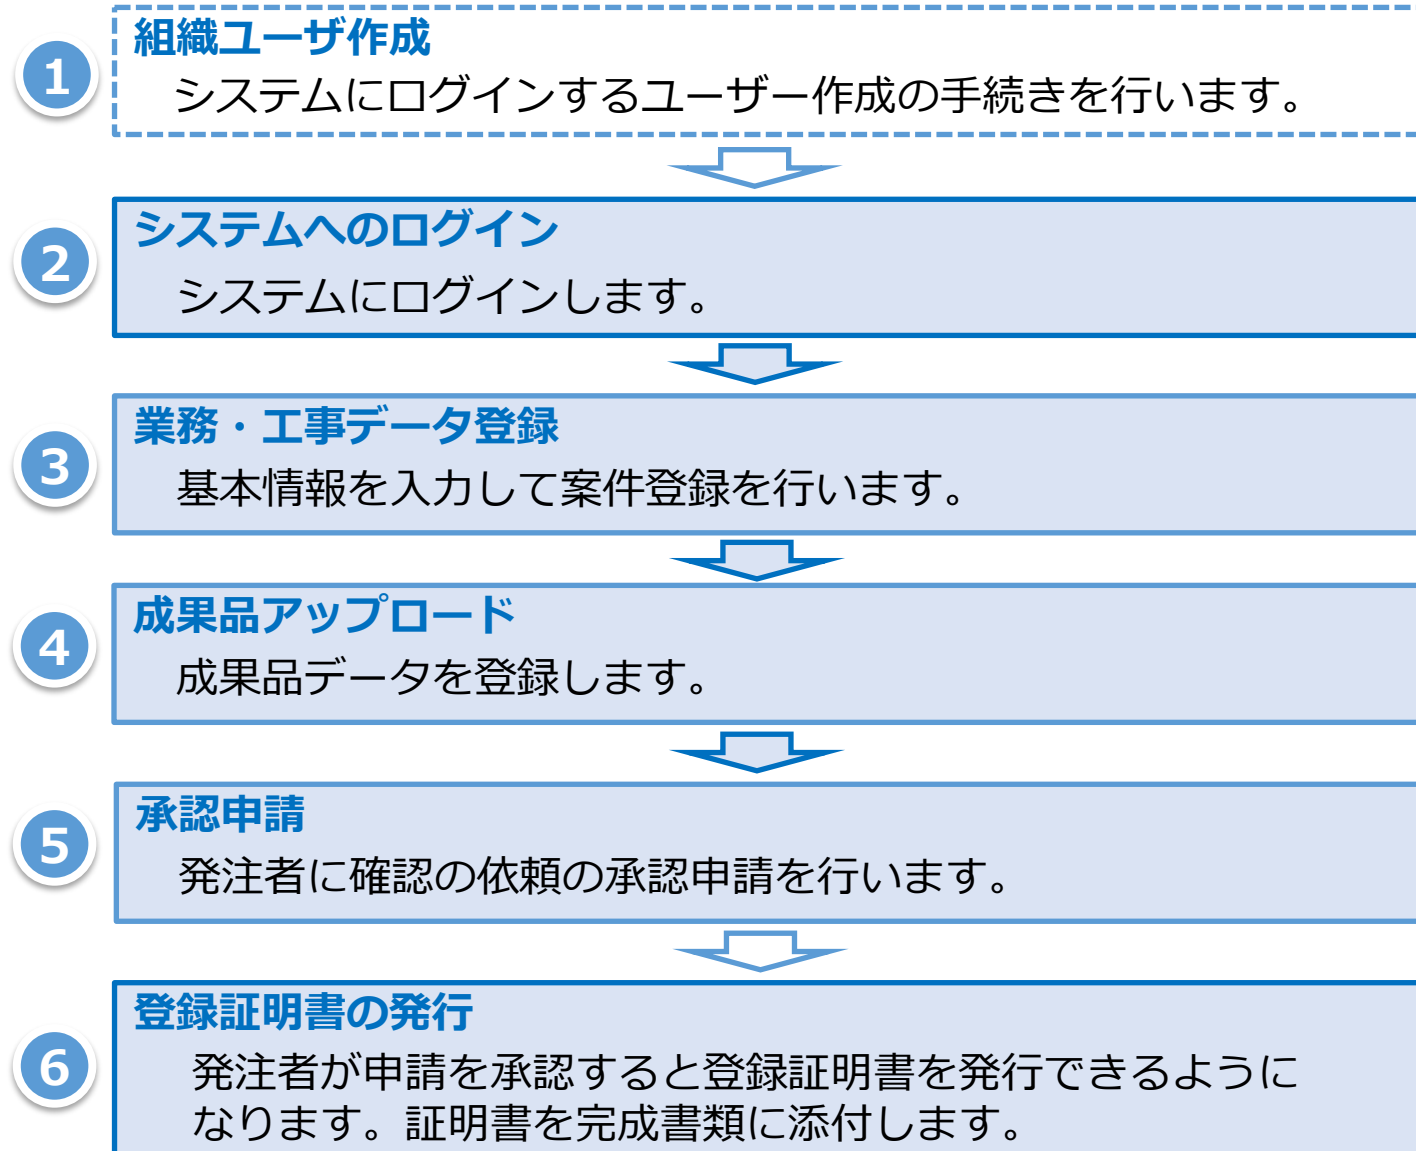 1
組織ユーザ作成
システムにログインするユーザー作成の手続きを行います。
2
システムへのログイン
システムにログインします。
3
業務・工事データ登録
基本情報を入力して案件登録を行います。
4
成果品アップロード
成果品データを登録します。
5
承認申請
発注者に確認の依頼の承認申請を行います。
6
登録証明書の発行
発注者が申請を承認すると登録証明書を発行できるように
なります。証明書を完成書類に添付します。